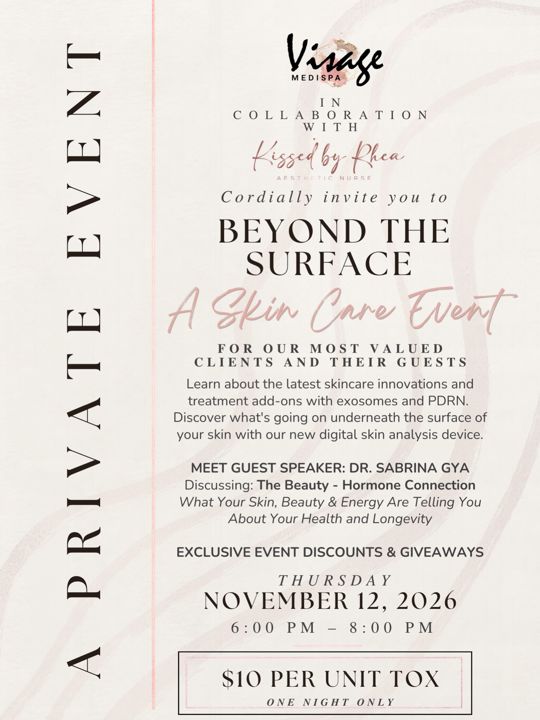 A PRIVATE EVENT
Visage
MEDISPA
IN
COLLABORATION
WITH
Kissed by Rhea
AESTHETIC NURSE
Cordially invite you to
BEYOND THE
SURFACE
A Skin Care Event
FOR OUR MOST VALUED
CLIENTS AND THEIR GUESTS
Learn about the latest skincare innovations and
treatment add-ons with exosomes and PDRN.
Discover what's going on underneath the surface of
your skin with our new digital skin analysis device.
MEET GUEST SPEAKER: DR. SABRINA GYA
Discussing: The Beauty - Hormone Connection
What Your Skin, Beauty & Energy Are Telling You
About Your Health and Longevity
EXCLUSIVE EVENT DISCOUNTS & GIVEAWAYS
THURSDAY
NOVEMBER 12, 2026
6:00 PM – 8:00 PM
$10 PER UNIT TOX
ONE NIGHT ONLY